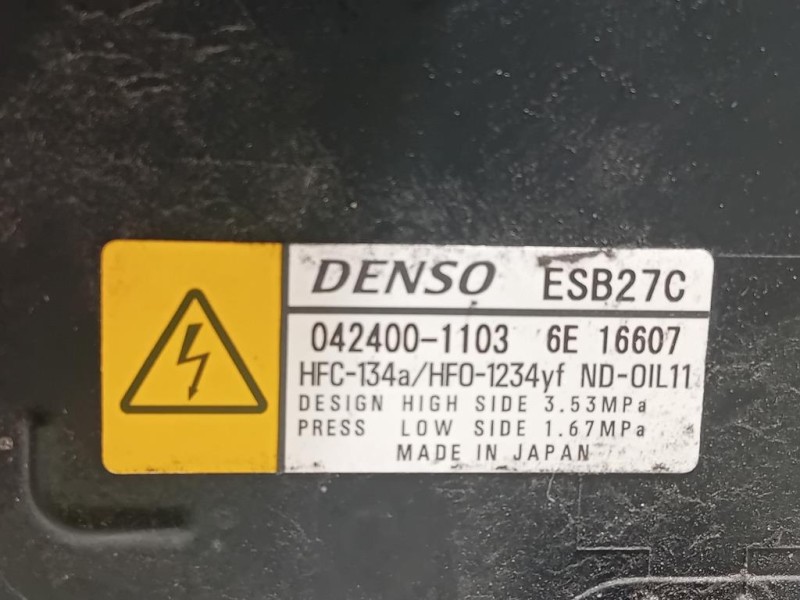 DENSO ESB27C
042400-1103 6E 16607
HFC-134a/HFO-1234yf ND-OIL11
DESIGN HIGH SIDE 3.53MPa
PRESS LOW SIDE 1.67MPa
MADE IN JAPAN